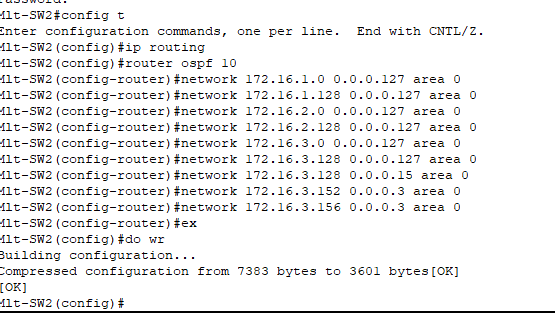 Password:
Mlt-SW2#config t
Enter configuration commands, one per line.  End with CNTL/Z.
Mlt-SW2(config)#ip routing
Mlt-SW2(config)#router ospf 10
Mlt-SW2(config-router)#network 172.16.1.0 0.0.0.127 area 0
Mlt-SW2(config-router)#network 172.16.1.128 0.0.0.127 area 0
Mlt-SW2(config-router)#network 172.16.2.0 0.0.0.127 area 0
Mlt-SW2(config-router)#network 172.16.2.128 0.0.0.127 area 0
Mlt-SW2(config-router)#network 172.16.3.0 0.0.0.127 area 0
Mlt-SW2(config-router)#network 172.16.3.128 0.0.0.127 area 0
Mlt-SW2(config-router)#network 172.16.3.128 0.0.0.15 area 0
Mlt-SW2(config-router)#network 172.16.3.152 0.0.0.3 area 0
Mlt-SW2(config-router)#network 172.16.3.156 0.0.0.3 area 0
Mlt-SW2(config-router)#ex
Mlt-SW2(config)#do wr
Building configuration...
Compressed configuration from 7383 bytes to 3601 bytes[OK]
[OK]
Mlt-SW2(config)#